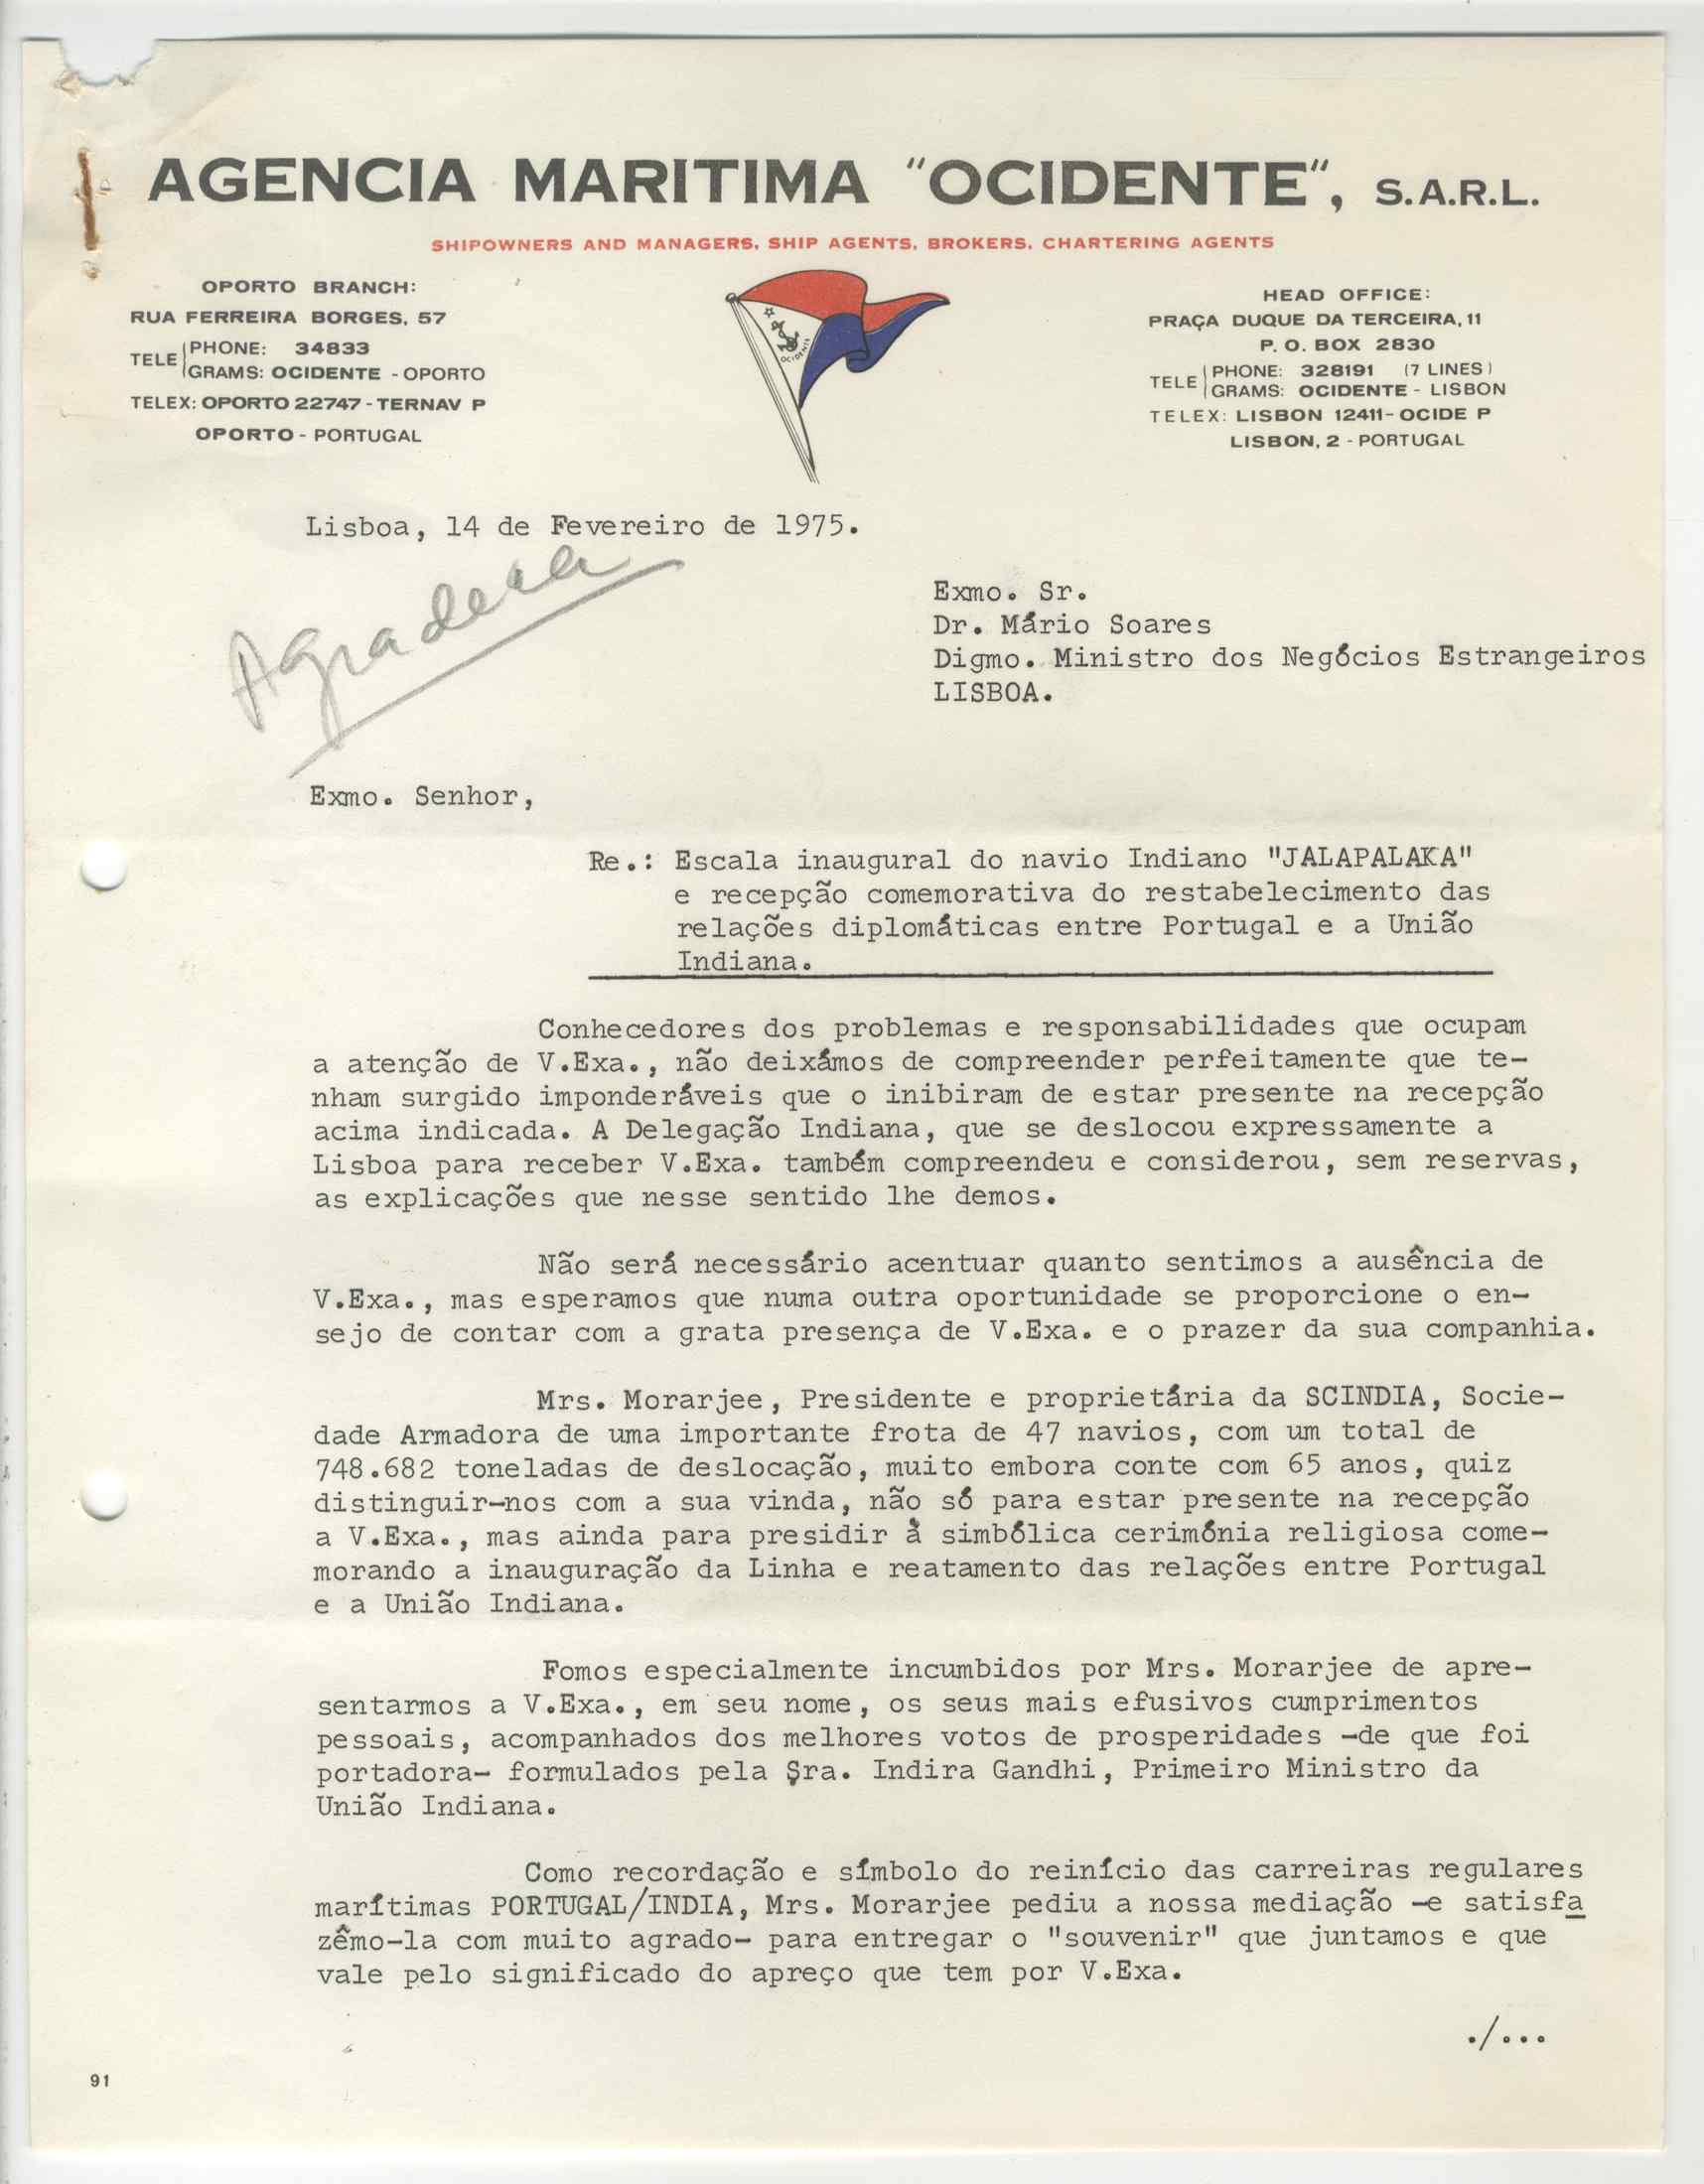 AGENCIA MARITIMA "OCIDENTE", S.A.R.L.
SHIPOWNERS AND MANAGERS, SHIP AGENTS, BROKERS, CHARTERING AGENTS
OPORTO BRANCH:
RUA FERREIRA BORGES, 57
TELE PHONE: 34833
GRAMS: OCIDENTE - OPORTO
TELEX: OPORTO 22747 - TERNAV P
OPORTO - PORTUGAL
OCIDENTE
HEAD OFFICE:
PRAÇA DUQUE DA TERCEIRA, 11
P. O. BOX 2830
TELE PHONE: 328191 (7 LINES)
GRAMS: OCIDENTE - LISBON
TELEX: LISBON 12411 - OCIDE P
LISBON, 2 - PORTUGAL
Lisboa, 14 de Fevereiro de 1975.
Agradecer
Exmo. Sr.
Dr. Mário Soares
Digmo. Ministro dos Negócios Estrangeiros
LISBOA.
Exmo. Senhor,
Re.: Escala inaugural do navio Indiano "JALAPALAKA"
e recepção comemorativa do restabelecimento das
relações diplomáticas entre Portugal e a União
Indiana.
Conhecedores dos problemas e responsabilidades que ocupam
a atenção de V.Exa., não deixámos de compreender perfeitamente que te-
nham surgido imponderáveis que o inibiram de estar presente na recepção
acima indicada. A Delegação Indiana, que se deslocou expressamente a
Lisboa para receber V.Exa. também compreendeu e considerou, sem reservas,
as explicações que nesse sentido lhe demos.
Não será necessário acentuar quanto sentimos a ausência de
V.Exa., mas esperamos que numa outra oportunidade se proporcione o en-
sejo de contar com a grata presença de V.Exa. e o prazer da sua companhia.
Mrs. Morarjee, Presidente e proprietária da SCINDIA, Socie-
dade Armadora de uma importante frota de 47 navios, com um total de
748.682 toneladas de deslocação, muito embora conte com 65 anos, quiz
distinguir-nos com a sua vinda, não só para estar presente na recepção
a V.Exa., mas ainda para presidir à simbólica cerimónia religiosa come-
morando a inauguração da Linha e reatamento das relações entre Portugal
e a União Indiana.
Fomos especialmente incumbidos por Mrs. Morarjee de apre-
sentarmos a V.Exa., em seu nome, os seus mais efusivos cumprimentos
pessoais, acompanhados dos melhores votos de prosperidades -de que foi
portadora- formulados pela Sra. Indira Gandhi, Primeiro Ministro da
União Indiana.
Como recordação e símbolo do reinício das carreiras regulares
marítimas PORTUGAL/INDIA, Mrs. Morarjee pediu a nossa mediação -e satisfa
zêmo-la com muito agrado- para entregar o "souvenir" que juntamos e que
vale pelo significado do apreço que tem por V.Exa.
./...
91